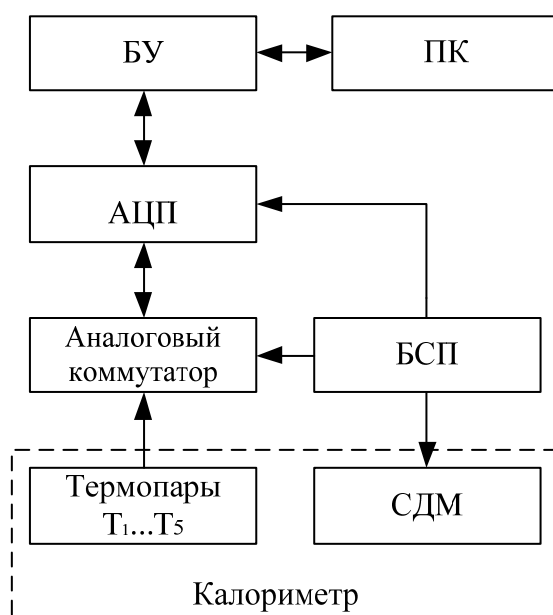 БУ
ПК
АЦП
Аналоговый
коммутатор
БСП
Термопары
T₁...T₅
СДМ
Калориметр